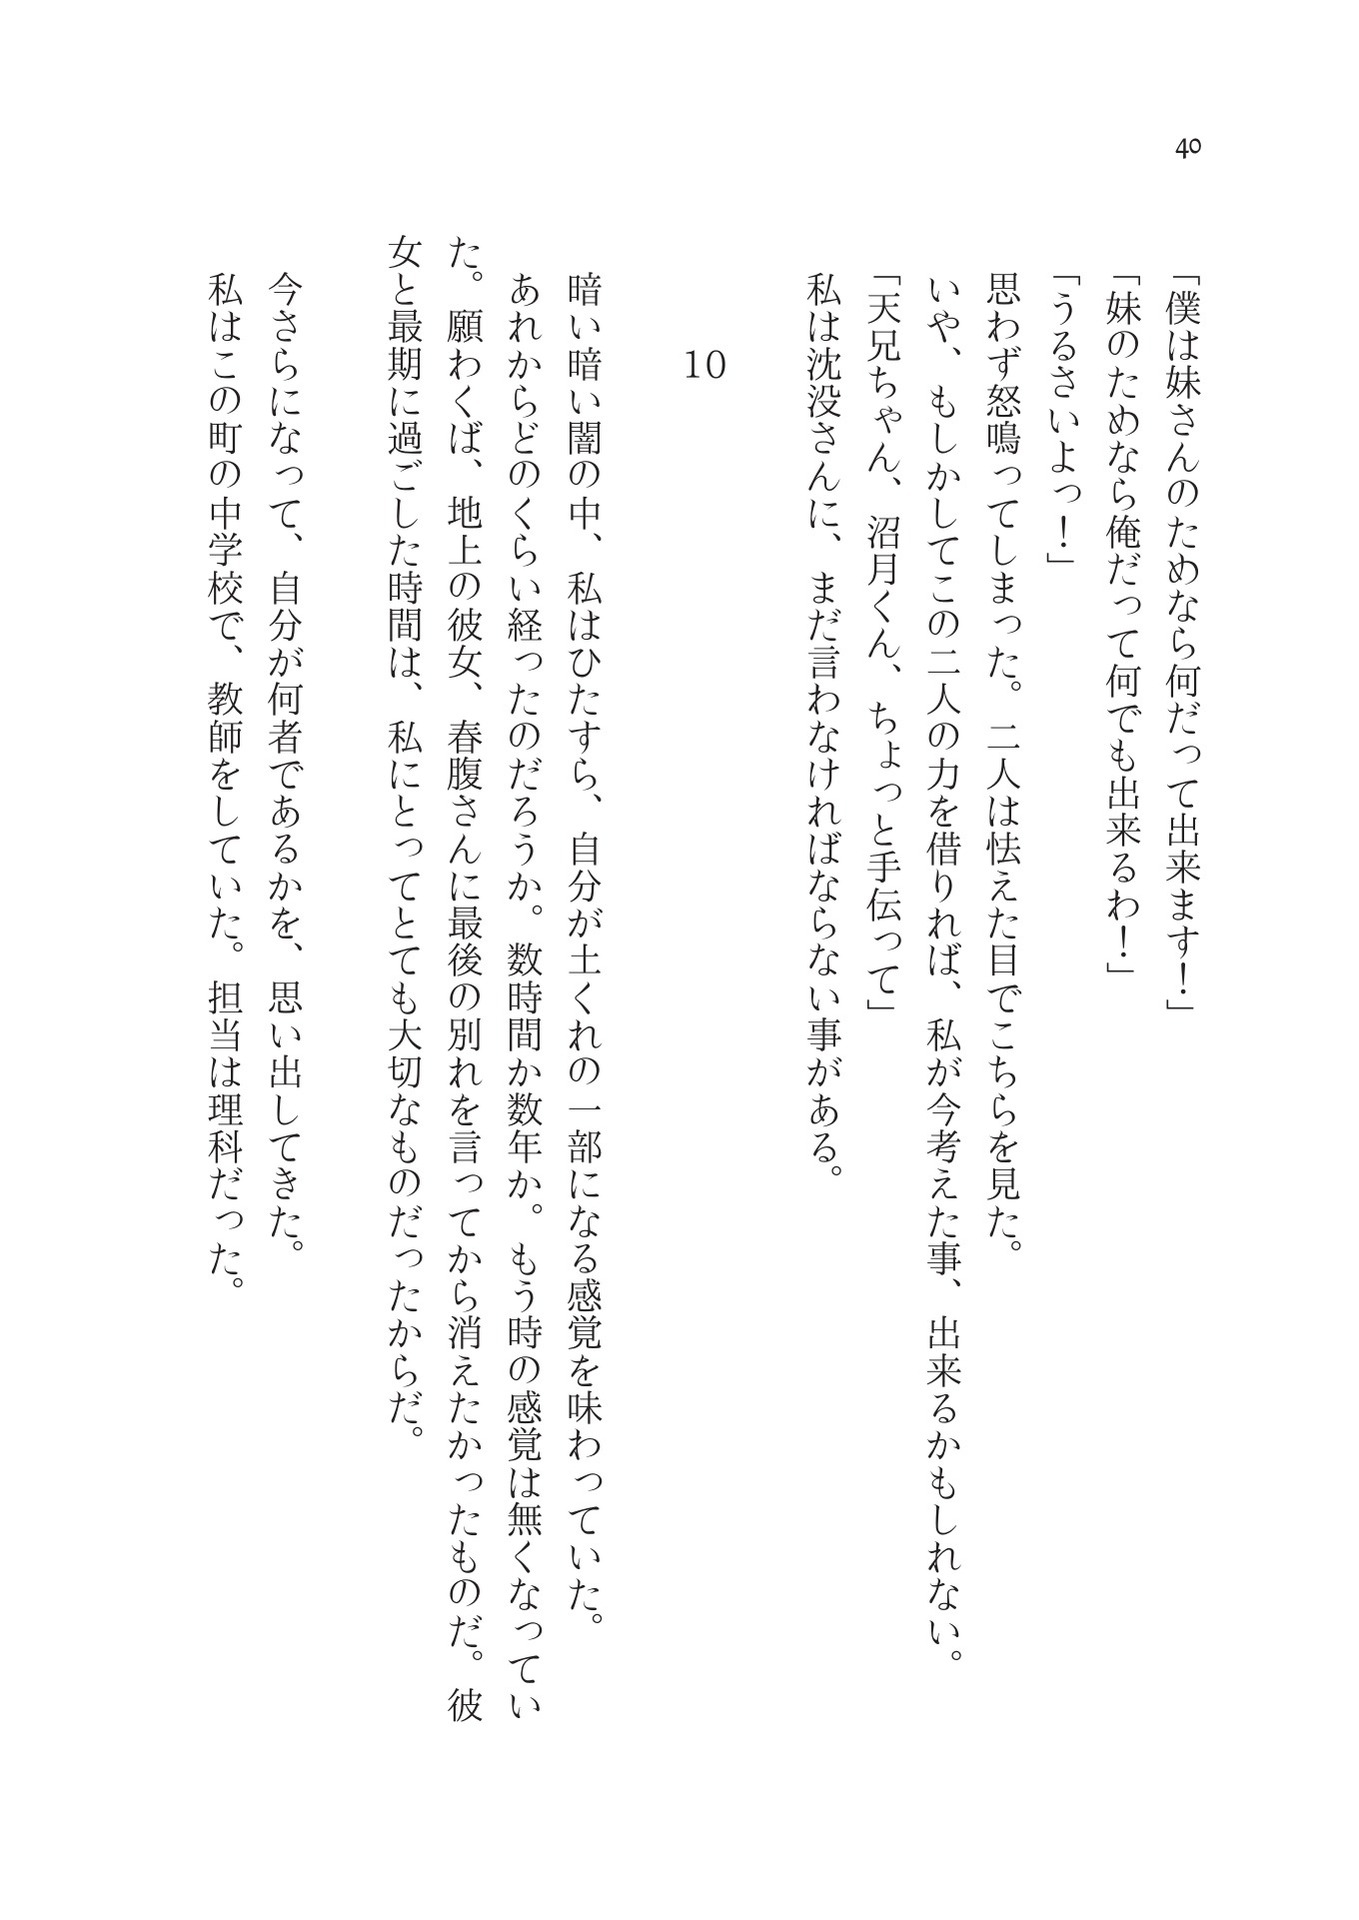 40
「僕は妹さんのためなら何だって出来ます！」
「妹のためなら俺だって何でも出来るわ！」
「うるさいよっ！」
思わず怒鳴ってしまった。二人は怯えた目でこちらを見た。
いや、もしかしてこの二人の力を借りれば、私が今考えた事、出来るかもしれない。
「天兄ちゃん、沼月くん、ちょっと手伝って」
私は沈没さんに、まだ言わなければならない事がある。
10
暗い暗い闇の中、私はひたすら、自分が土くれの一部になる感覚を味わっていた。
あれからどのくらい経ったのだろうか。数時間か数年か。もう時の感覚は無くなってい
た。願わくば、地上の彼女、春腹さんに最後の別れを言ってから消えたかったものだ。彼
女と最期に過ごした時間は、私にとってとても大切なものだったからだ。
今さらになって、自分が何者であるかを、思い出してきた。
私はこの町の中学校で、教師をしていた。担当は理科だった。